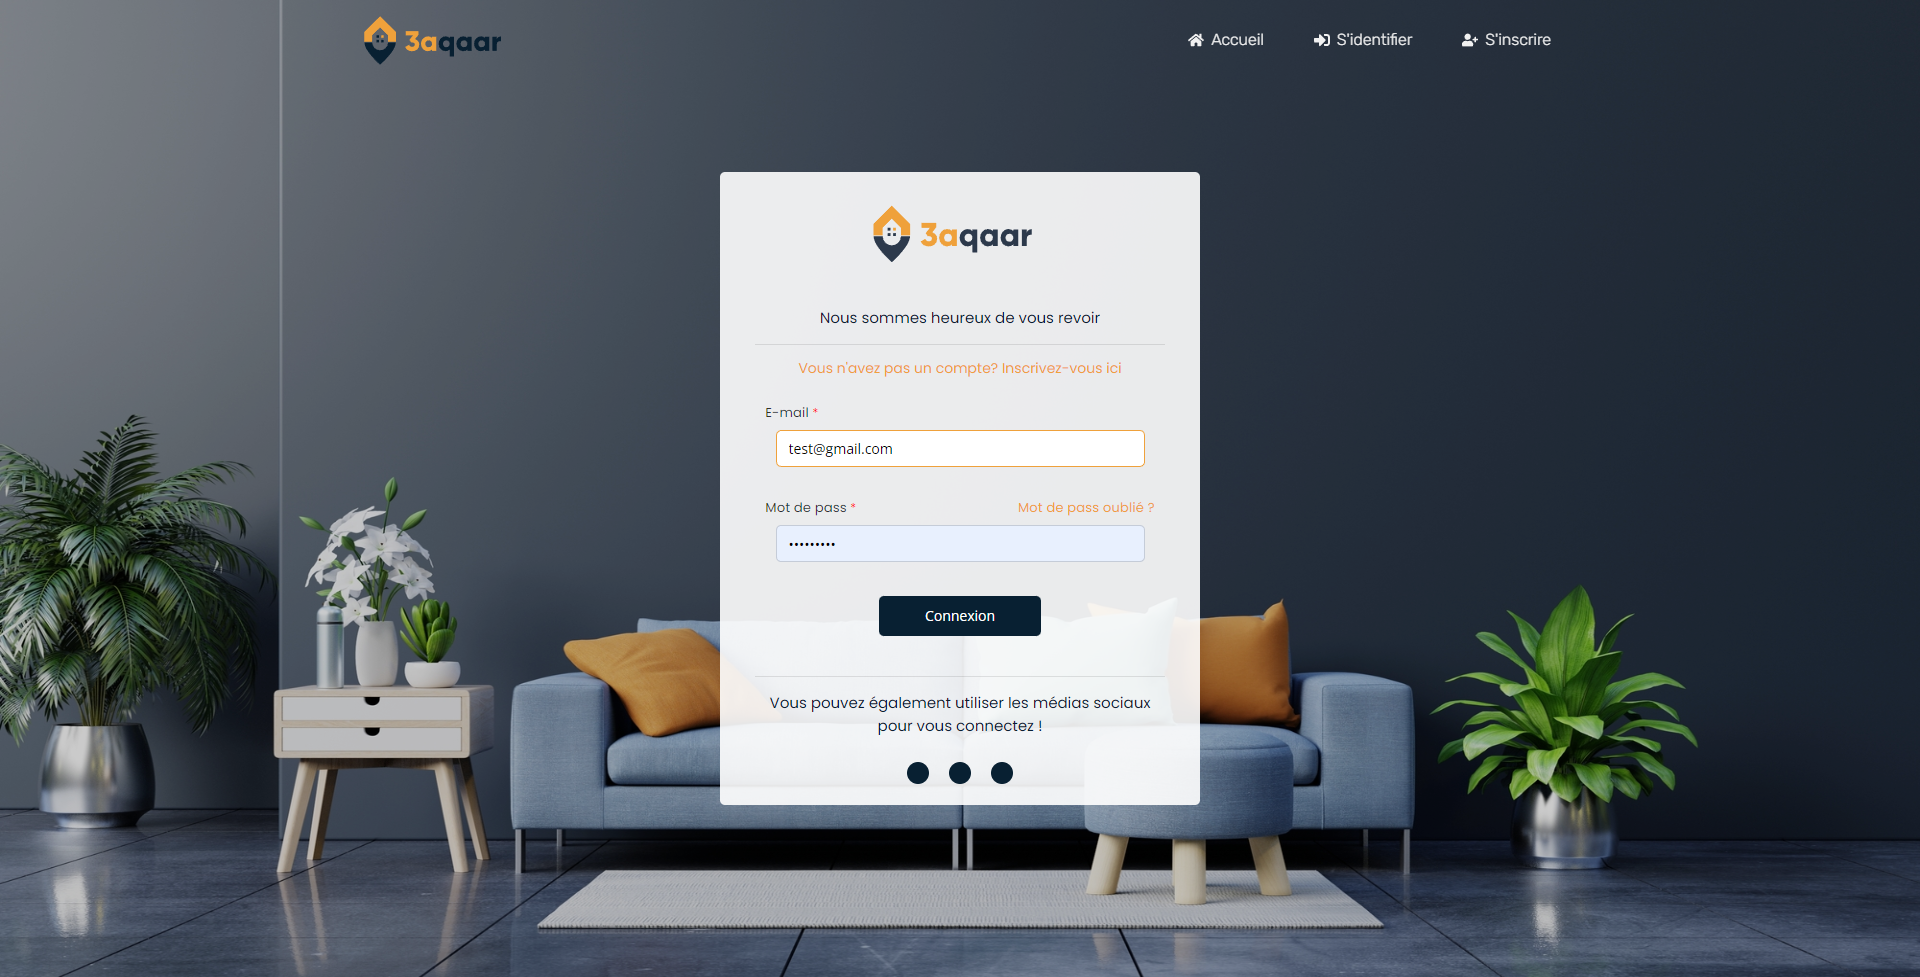 3aqaar
Accueil
S'identifier
S'inscrire
3aqaar
Nous sommes heureux de vous revoir
Vous n'avez pas un compte? Inscrivez-vous ici
E-mail *
test@gmail.com
Mot de pass *
Mot de pass oublié ?
•••••••••
Connexion
Vous pouvez également utiliser les médias sociaux
pour vous connectez !